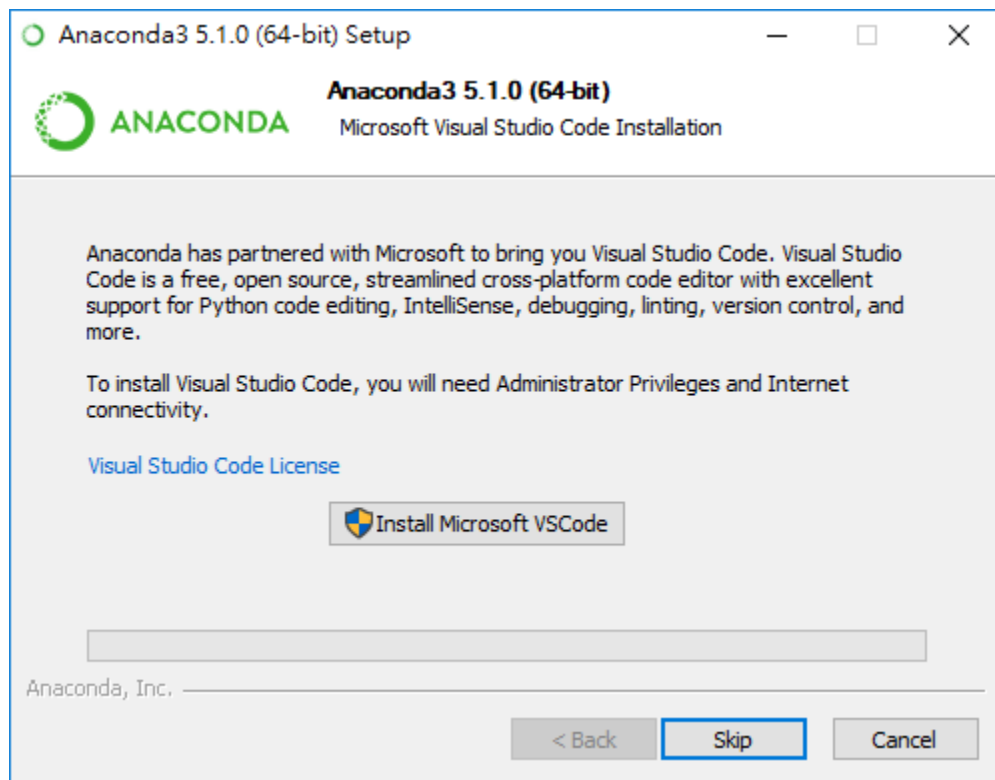 Anaconda3 5.1.0 (64-bit) Setup
ANACONDA
Anaconda3 5.1.0 (64-bit)
Microsoft Visual Studio Code Installation
Anaconda has partnered with Microsoft to bring you Visual Studio Code. Visual Studio
Code is a free, open source, streamlined cross-platform code editor with excellent
support for Python code editing, IntelliSense, debugging, linting, version control, and
more.
To install Visual Studio Code, you will need Administrator Privileges and Internet
connectivity.
Visual Studio Code License
Install Microsoft VSCode
Anaconda, Inc.
< Back
Skip
Cancel